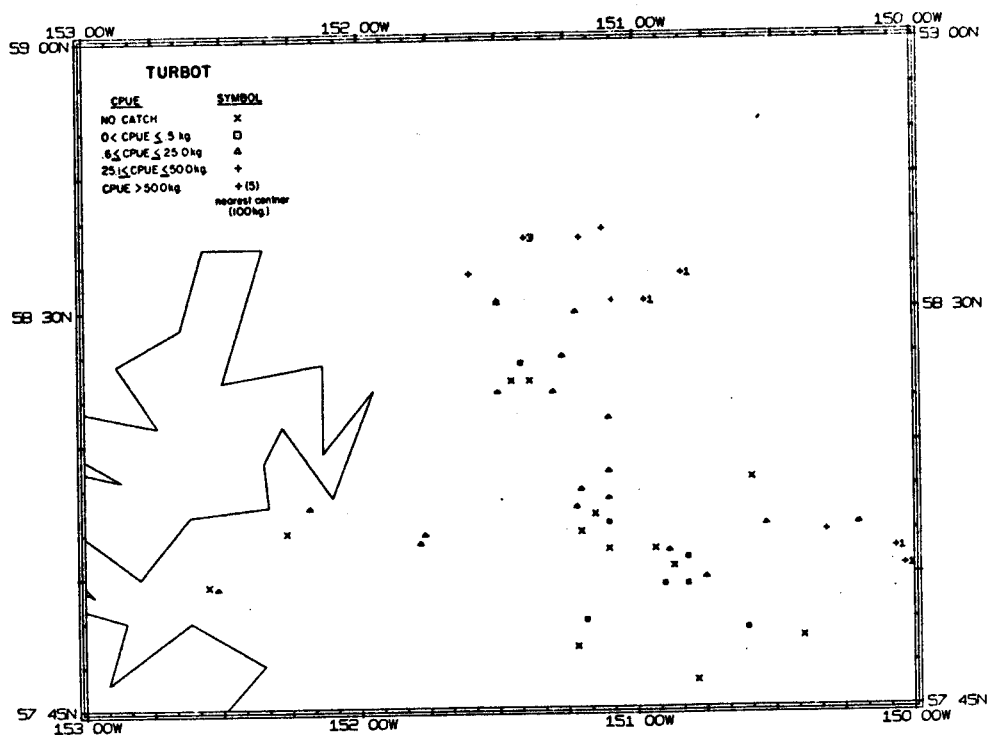 153 00W 152 00W 151 00W 150 00W
59 00N 53 00N
TURBOT
CPUE SYMBOL
NO CATCH x
0< CPUE ≤ .5 kg □
.6≤ CPUE ≤ 25.0kg ▵
25.1≤CPUE ≤50.0kg +
CPUE >50.0kg +(5)
nearest centner
(100kg.)
+3
+1
+1
58 30N 58 30N
+1
+1
57 45N 57 45N
153 00W 152 00W 151 00W 150 00W